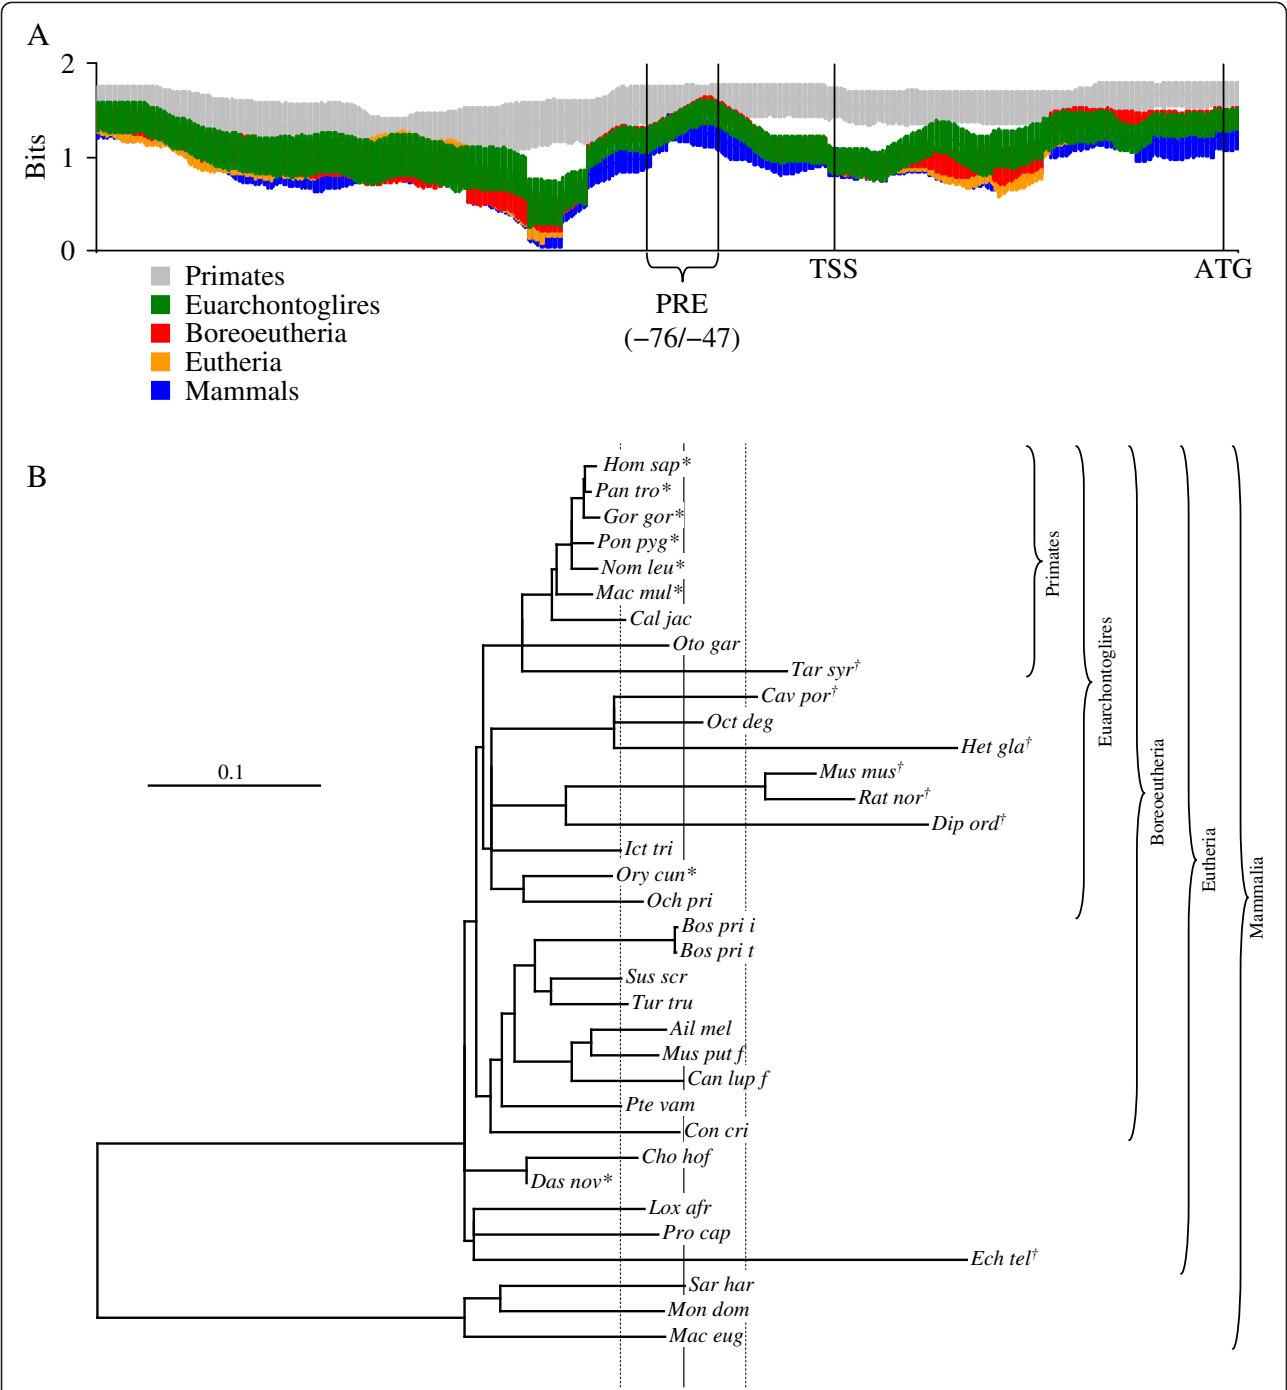 A
2
1
0
Bits
TSS
ATG
PRE
(−76/−47)
Primates
Euarchontoglires
Boreoeutheria
Eutheria
Mammals
B
Hom sap*
Pan tro*
Gor gor*
Pon pyg*
Nom leu*
Mac mul*
Cal jac
Oto gar
Tar syr†
Cav por†
Oct deg
Het gla†
Mus mus†
Rat nor†
Dip ord†
Ict tri
Ory cun*
Och pri
Bos pri i
Bos pri t
Sus scr
Tur tru
Ail mel
Mus put f
Can lup f
Pte vam
Con cri
Cho hof
Das nov*
Lox afr
Pro cap
Ech tel†
Sar har
Mon dom
Mac eug
0.1
Primates
Euarchontoglires
Boreoeutheria
Eutheria
Mammalia